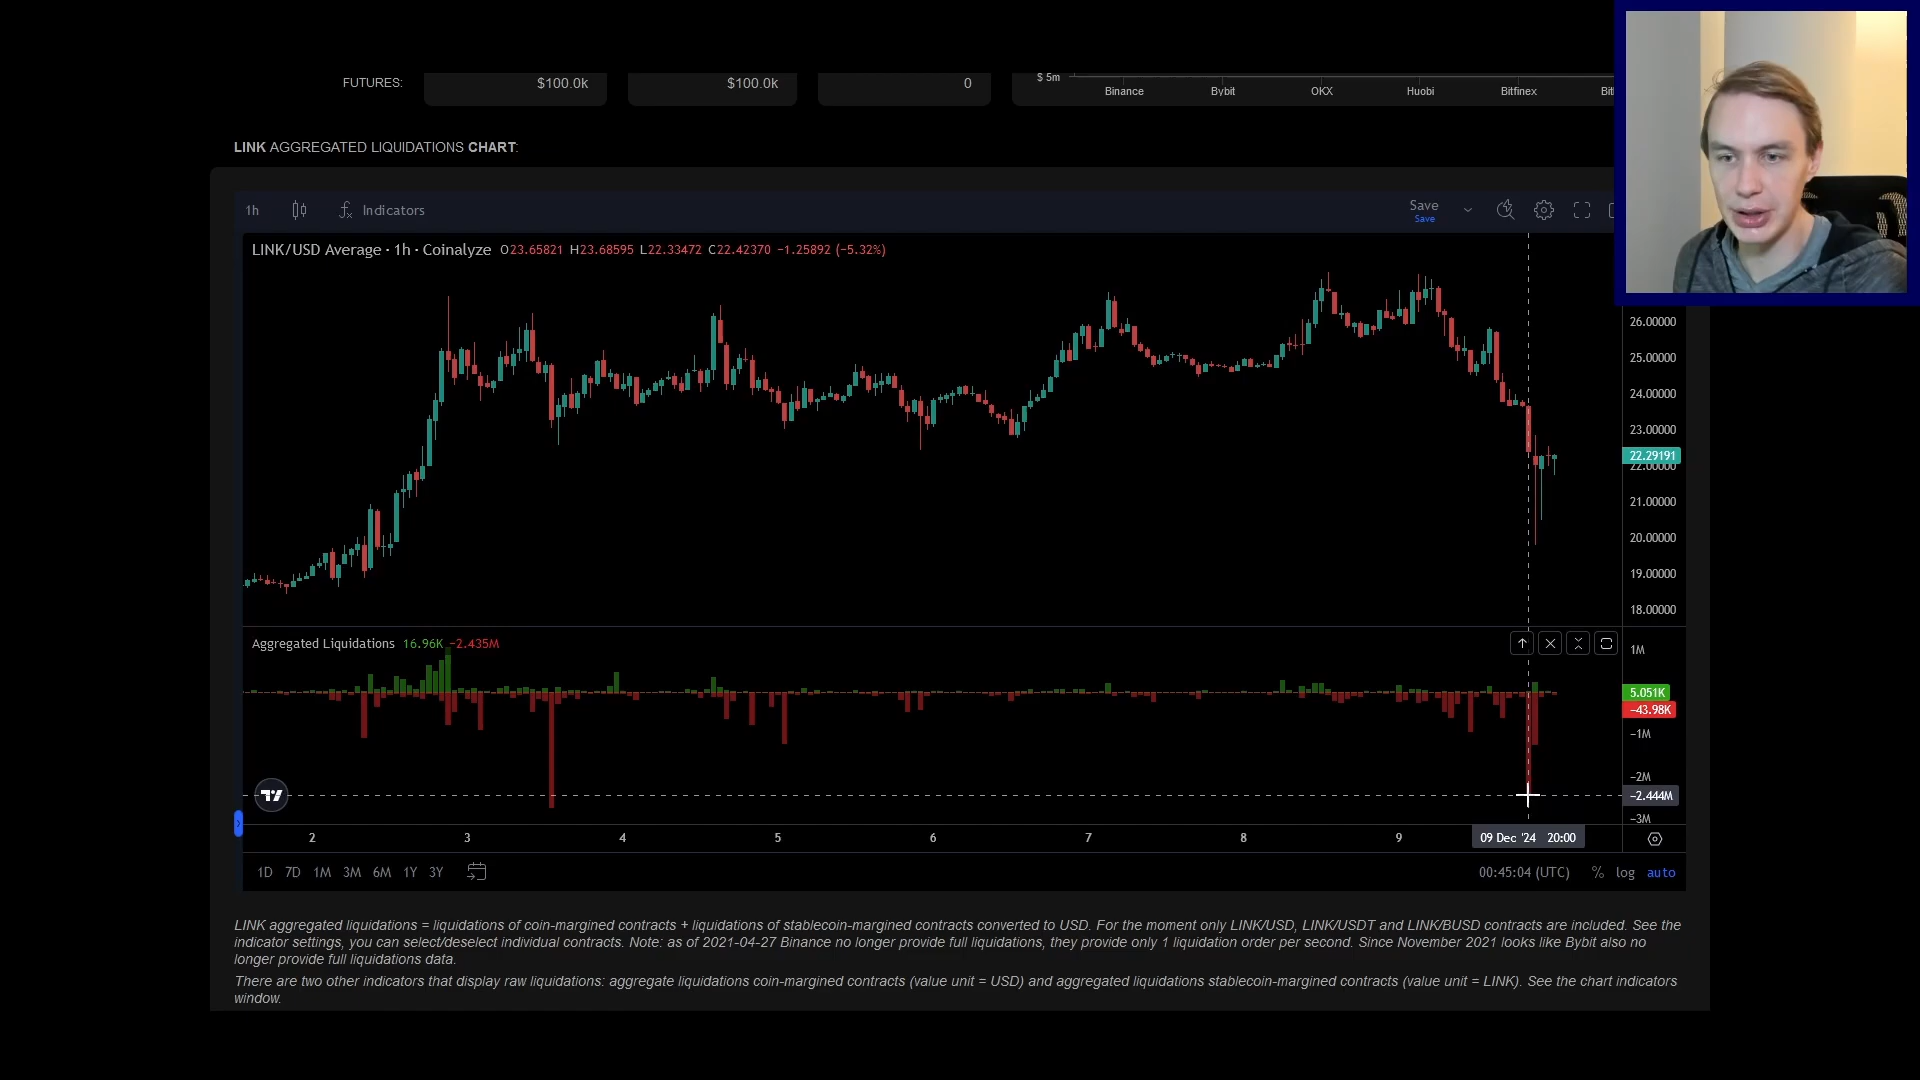 FUTURES: $100.0k $100.0k 0
$ 5m
Binance Bybit OKX Huobi Bitfinex
LINK AGGREGATED LIQUIDATIONS CHART:
1h Indicators Save
Save
LINK/USD Average · 1h · Coinalyze O23.65821 H23.68595 L22.33472 C22.42370 −1.25892 (−5.32%)
26.00000
25.00000
24.00000
23.00000
22.29191
22.00000
21.00000
20.00000
19.00000
18.00000
Aggregated Liquidations 16.96K −2.435M
1M
5.051K
−43.98K
−1M
−2M
−2.444M
−3M
2 3 4 5 6 7 8 9 09 Dec '24 20:00
1D 7D 1M 3M 6M 1Y 3Y 00:45:04 (UTC) % log auto
LINK aggregated liquidations = liquidations of coin-margined contracts + liquidations of stablecoin-margined contracts converted to USD. For the moment only LINK/USD, LINK/USDT and LINK/BUSD contracts are included. See the
indicator settings, you can select/deselect individual contracts. Note: as of 2021-04-27 Binance no longer provide full liquidations, they provide only 1 liquidation order per second. Since November 2021 looks like Bybit also no
longer provide full liquidations data.
There are two other indicators that display raw liquidations: aggregate liquidations coin-margined contracts (value unit = USD) and aggregated liquidations stablecoin-margined contracts (value unit = LINK). See the chart indicators
window.